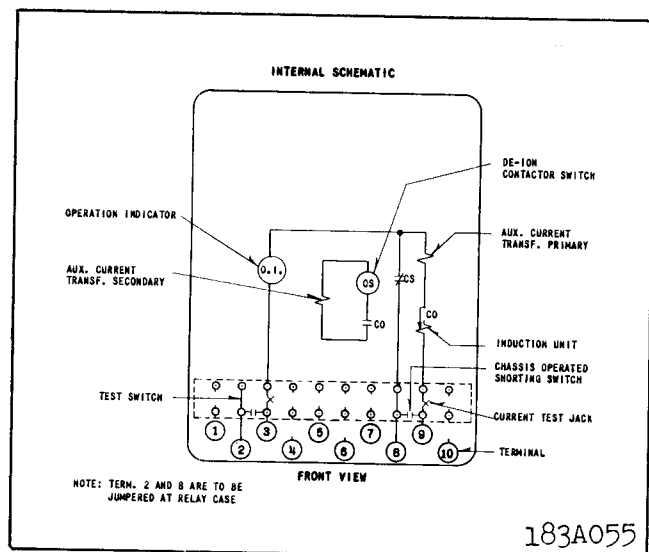 INTERNAL SCHEMATIC
DE-ION
CONTACTOR SWITCH
OPERATION INDICATOR
AUX. CURRENT
TRANSF. PRIMARY
O.I.
AUX. CURRENT
TRANSF. SECONDARY
OS
CS
CO
CO
INDUCTION UNIT
CHASSIS OPERATED
SHORTING SWITCH
TEST SWITCH
CURRENT TEST JACK
1
3
5
7
9
2
4
6
8
10
TERMINAL
FRONT VIEW
NOTE: TERM. 2 AND 8 ARE TO BE
JUMPERED AT RELAY CASE
183A055